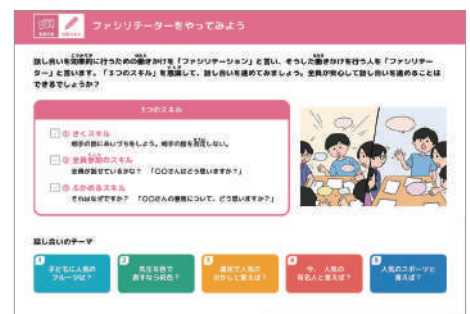 ファシリテーターをやってみよう
話し合いを効率的に行うための働きかけを「ファシリテーション」と言い、そうした働きかけを行う人を「ファシリテー
ター」と言います。「3つのスキル」を意識して、話し合いを進めてみましょう。全員が安心して話し合いを進めることは
できるでしょうか？
3つのスキル
① きくスキル
相手の話にあいづちをしよう。相手の話を否定しない。
② 全員参加のスキル
全員が話せているかな？ 「〇〇さんはどう思いますか？」
③ ふかめるスキル
それはなぜですか？ 「〇〇さんの意見について、どう思いますか？」
話し合いのテーマ
1
子どもに人気の
フルーツは？
2
先生を色で
表すなら何色？
3
遠足で人気の
おかしと言えば？
4
今、人気の
有名人と言えば？
5
人気のスポーツと
言えば？